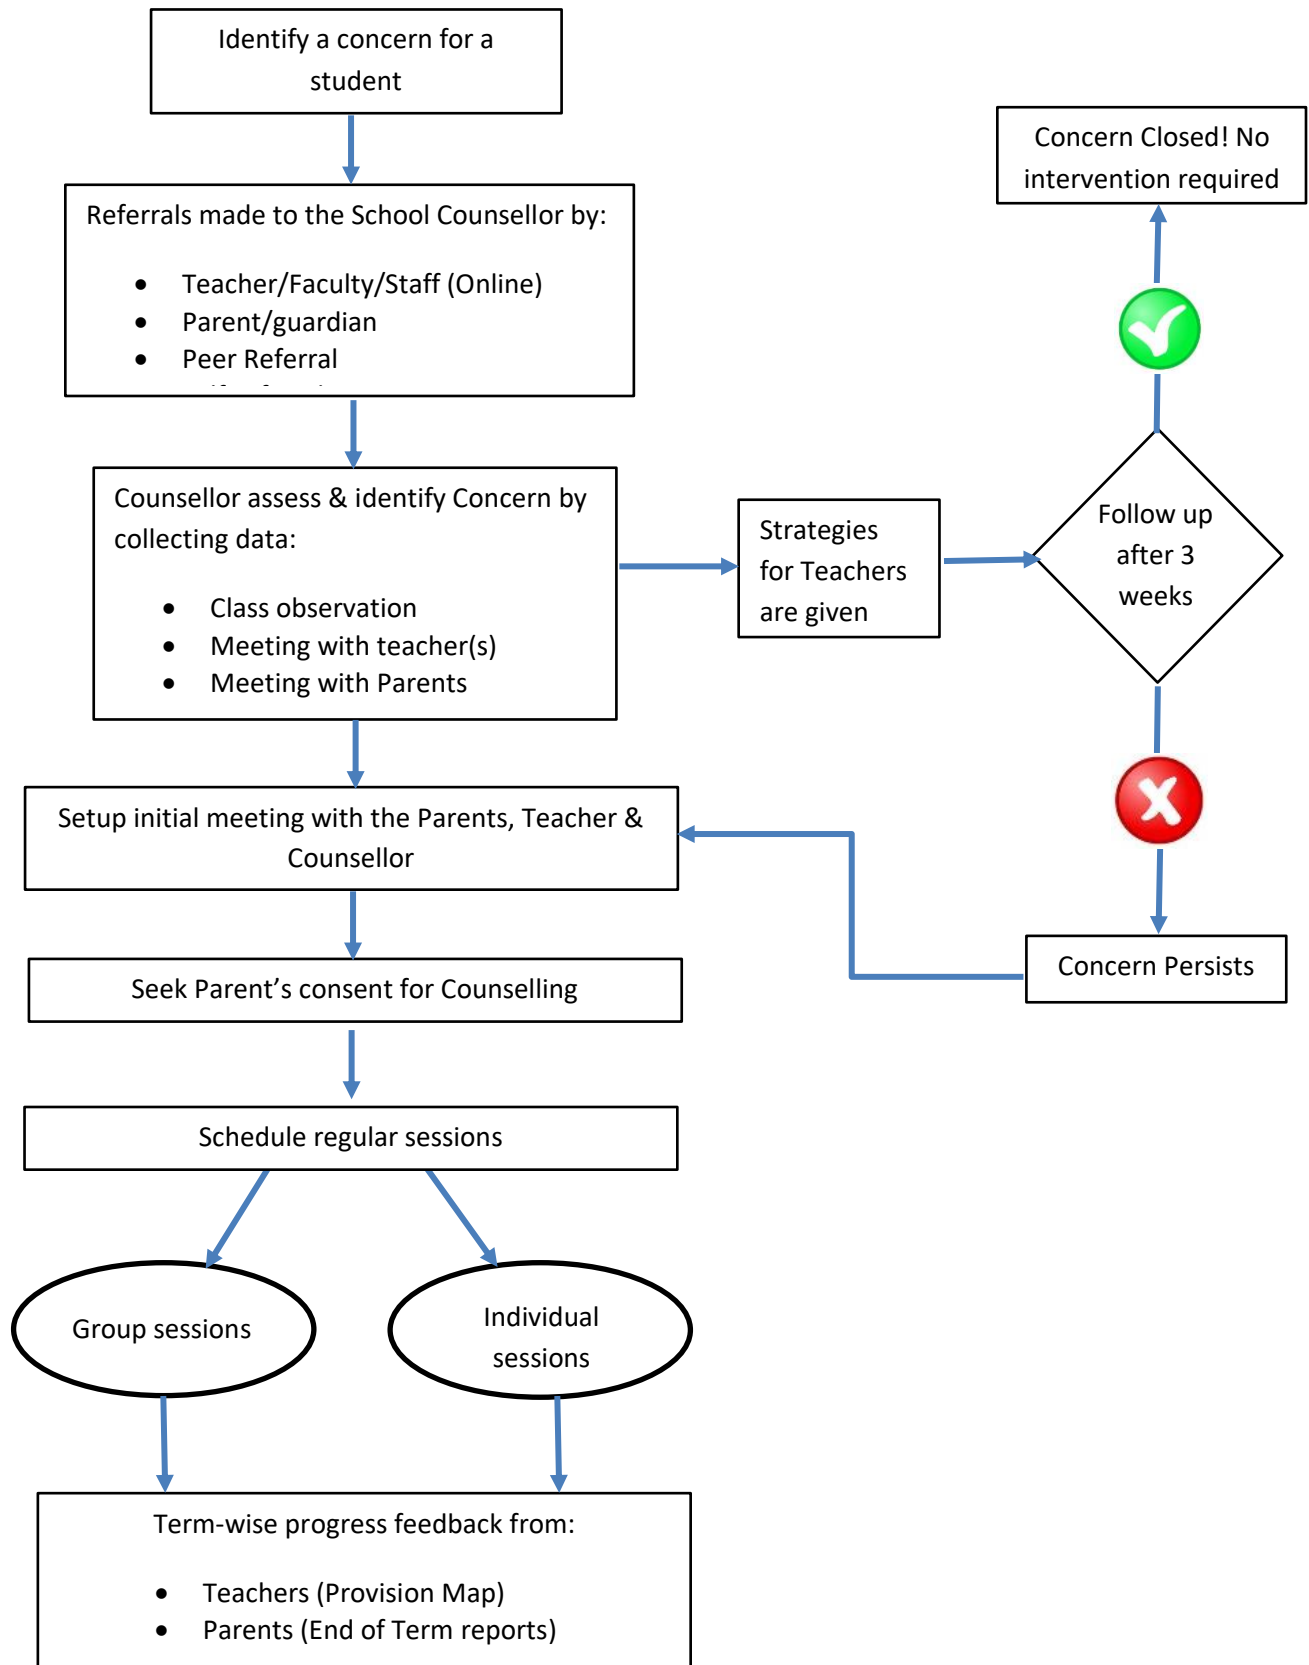 Identify a concern for a
student
Referrals made to the School Counsellor by:
• Teacher/Faculty/Staff (Online)
• Parent/guardian
• Peer Referral
Counsellor assess & identify Concern by
collecting data:
• Class observation
• Meeting with teacher(s)
• Meeting with Parents
Strategies
for Teachers
are given
Follow up
after 3
weeks
Concern Closed! No
intervention required
Concern Persists
Setup initial meeting with the Parents, Teacher &
Counsellor
Seek Parent’s consent for Counselling
Schedule regular sessions
Group sessions
Individual
sessions
Term-wise progress feedback from:
• Teachers (Provision Map)
• Parents (End of Term reports)